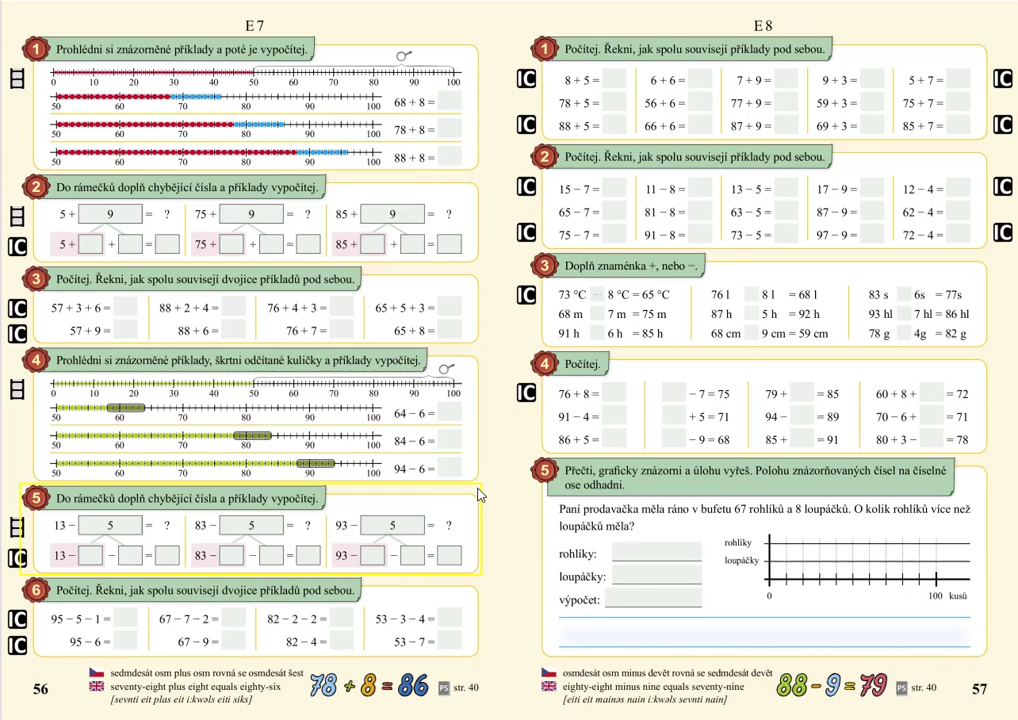 E 7
1 Prohlédni si znázorněné příklady a poté je vypočítej.
0 10 20 30 40 50 60 70 80 90 100
50 60 70 80 90 100
68 + 8 =
50 60 70 80 90 100
78 + 8 =
50 60 70 80 90 100
88 + 8 =
2 Do rámečků doplň chybějící čísla a příklady vypočítej.
5 + 9 = ? 75 + 9 = ? 85 + 9 = ?
5 + + = 75 + + = 85 + + =
3 Počítej. Řekni, jak spolu souvisejí dvojice příkladů pod sebou.
57 + 3 + 6 = 88 + 2 + 4 = 76 + 4 + 3 = 65 + 5 + 3 =
57 + 9 = 88 + 6 = 76 + 7 = 65 + 8 =
4 Prohlédni si znázorněné příklady, škrtni odčítané kuličky a příklady vypočítej.
0 10 20 30 40 50 60 70 80 90 100
50 60 70 80 90 100
64 − 6 =
50 60 70 80 90 100
84 − 6 =
50 60 70 80 90 100
94 − 6 =
5 Do rámečků doplň chybějící čísla a příklady vypočítej.
13 − 5 = ? 83 − 5 = ? 93 − 5 = ?
13 − − = 83 − − = 93 − − =
6 Počítej. Řekni, jak spolu souvisejí dvojice příkladů pod sebou.
95 − 5 − 1 = 67 − 7 − 2 = 82 − 2 − 2 = 53 − 3 − 4 =
95 − 6 = 67 − 9 = 82 − 4 = 53 − 7 =
56
sedmdesát osm plus osm rovná se osmdesát šest
seventy-eight plus eight equals eighty-six
[sevnti eit plas eit i:kwəls eiti siks]
78 + 8 = 86
PS str. 40
E 8
1 Počítej. Řekni, jak spolu souvisejí příklady pod sebou.
8 + 5 = 6 + 6 = 7 + 9 = 9 + 3 = 5 + 7 =
78 + 5 = 56 + 6 = 77 + 9 = 59 + 3 = 75 + 7 =
88 + 5 = 66 + 6 = 87 + 9 = 69 + 3 = 85 + 7 =
2 Počítej. Řekni, jak spolu souvisejí příklady pod sebou.
15 − 7 = 11 − 8 = 13 − 5 = 17 − 9 = 12 − 4 =
65 − 7 = 81 − 8 = 63 − 5 = 87 − 9 = 62 − 4 =
75 − 7 = 91 − 8 = 73 − 5 = 97 − 9 = 72 − 4 =
3 Doplň znaménka +, nebo −.
73 °C ···· 8 °C = 65 °C 76 l 8 l = 68 l 83 s 6s = 77s
68 m 7 m = 75 m 87 h 5 h = 92 h 93 hl 7 hl = 86 hl
91 h 6 h = 85 h 68 cm 9 cm = 59 cm 78 g 4g = 82 g
4 Počítej.
76 + 8 = − 7 = 75 79 + = 85 60 + 8 + = 72
91 − 4 = + 5 = 71 94 − = 89 70 − 6 + = 71
86 + 5 = − 9 = 68 85 + = 91 80 + 3 − = 78
5 Přečti, graficky znázorni a úlohu vyřeš. Polohu znázorňovaných čísel na číselné
ose odhadni.
Paní prodavačka měla ráno v bufetu 67 rohlíků a 8 loupáčků. O kolik rohlíků více než
loupáčků měla?
rohlíky:
loupáčky:
výpočet:
rohlíky
loupáčky
0 100 kusů
osmdesát osm minus devět rovná se sedmdesát devět
eighty-eight minus nine equals seventy-nine
[eiti eit mainəs nain i:kwəls sevnti nain]
88 − 9 = 79
PS str. 40
57